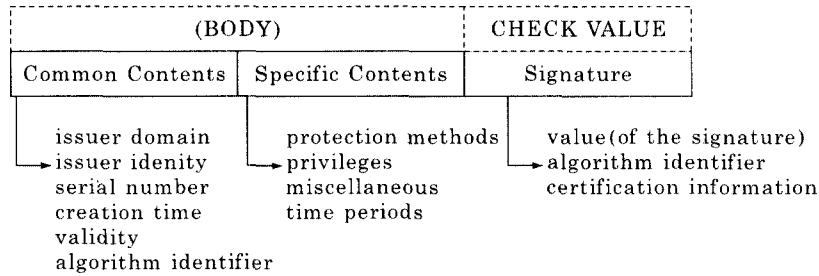 (BODY) CHECK VALUE
Common Contents Specific Contents Signature
issuer domain protection methods value(of the signature)
issuer idenity privileges algorithm identifier
serial number miscellaneous certification information
creation time time periods
validity
algorithm identifier